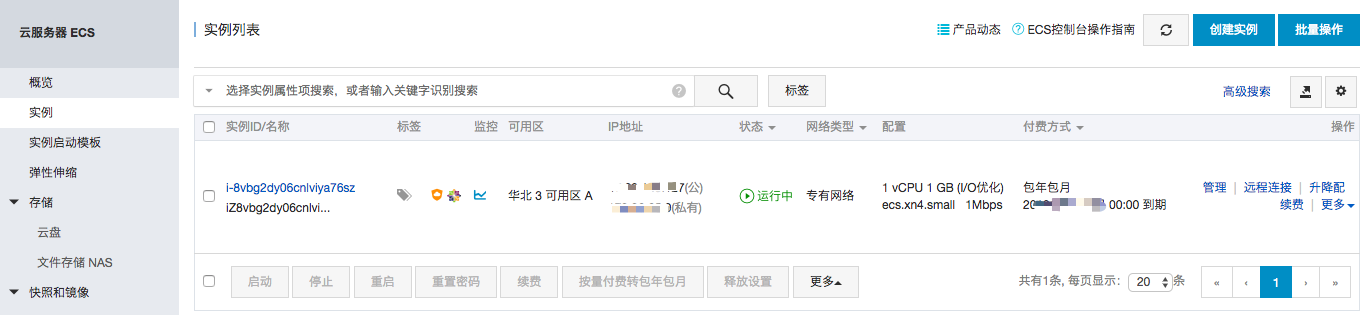 云服务器 ECS
概览
实例
实例启动模板
弹性伸缩
存储
云盘
文件存储 NAS
快照和镜像
实例列表
产品动态 ECS控制台操作指南 创建实例 批量操作
选择实例属性项搜索，或者输入关键字识别搜索 ? 标签 高级搜索
实例ID/名称 标签 监控 可用区 IP地址 状态 网络类型 配置 付费方式 操作
i-8vbg2dy06cnlviya76sz
iZ8vbg2dy06cnlvi...
华北 3 可用区 A
7(公)
0(私有)
运行中
专有网络
1 vCPU 1 GB (I/O优化)
ecs.xn4.small 1Mbps
包年包月
00:00 到期
管理 | 远程连接 | 升降配
续费 | 更多
启动 停止 重启 重置密码 续费 按量付费转包年包月 释放设置 更多 共有1条, 每页显示: 20 条 « ‹ 1 › »